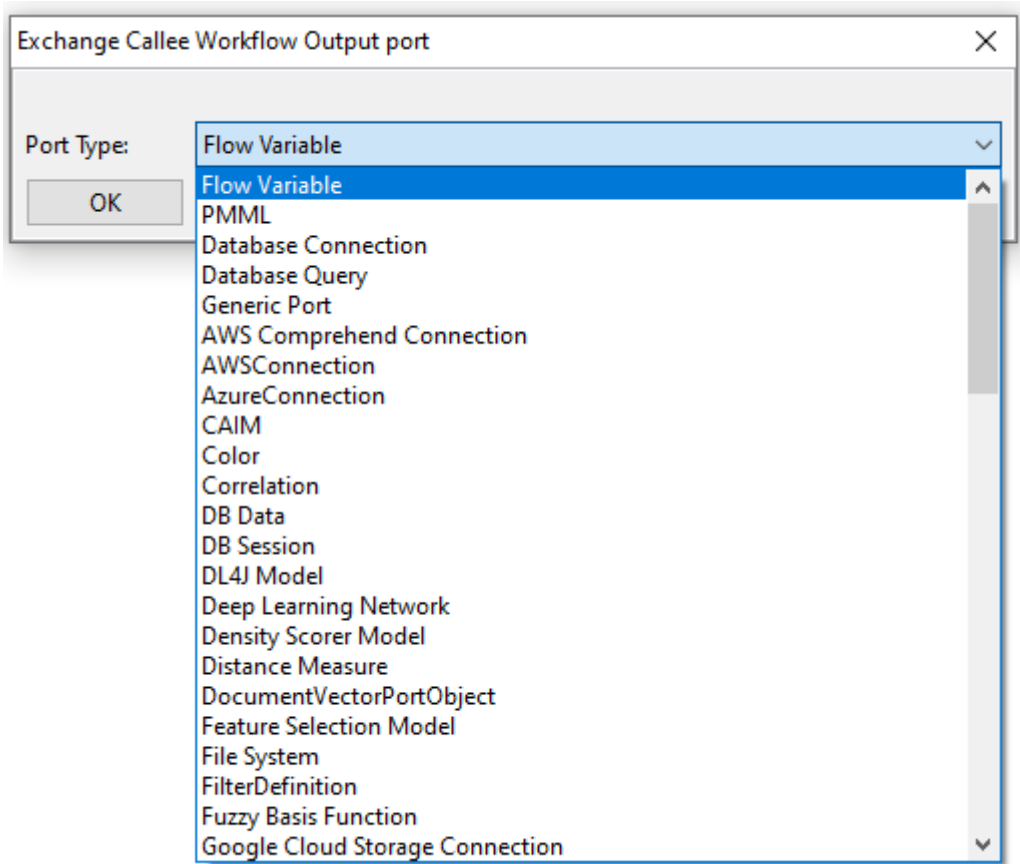 Exchange Callee Workflow Output port
Port Type: Flow Variable
OK
Flow Variable
PMML
Database Connection
Database Query
Generic Port
AWS Comprehend Connection
AWSConnection
AzureConnection
CAIM
Color
Correlation
DB Data
DB Session
DL4J Model
Deep Learning Network
Density Scorer Model
Distance Measure
DocumentVectorPortObject
Feature Selection Model
File System
FilterDefinition
Fuzzy Basis Function
Google Cloud Storage Connection